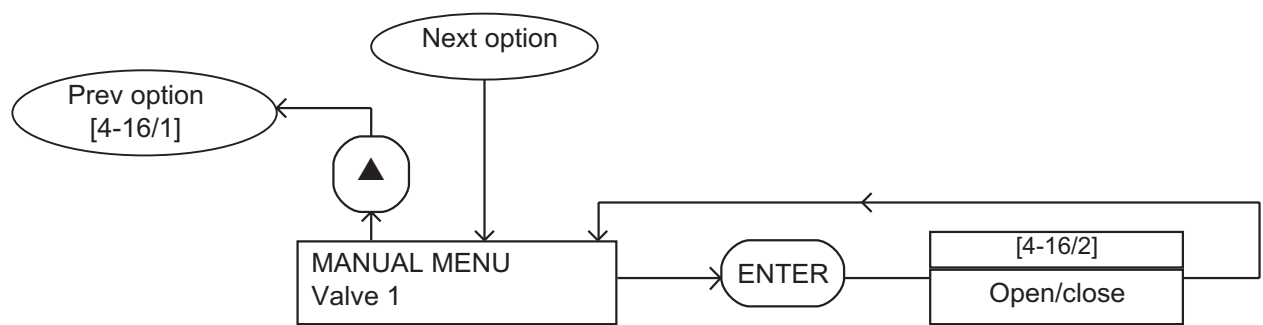 Next option
Prev option
[4-16/1]
▲
MANUAL MENU
Valve 1
ENTER
[4-16/2]
Open/close